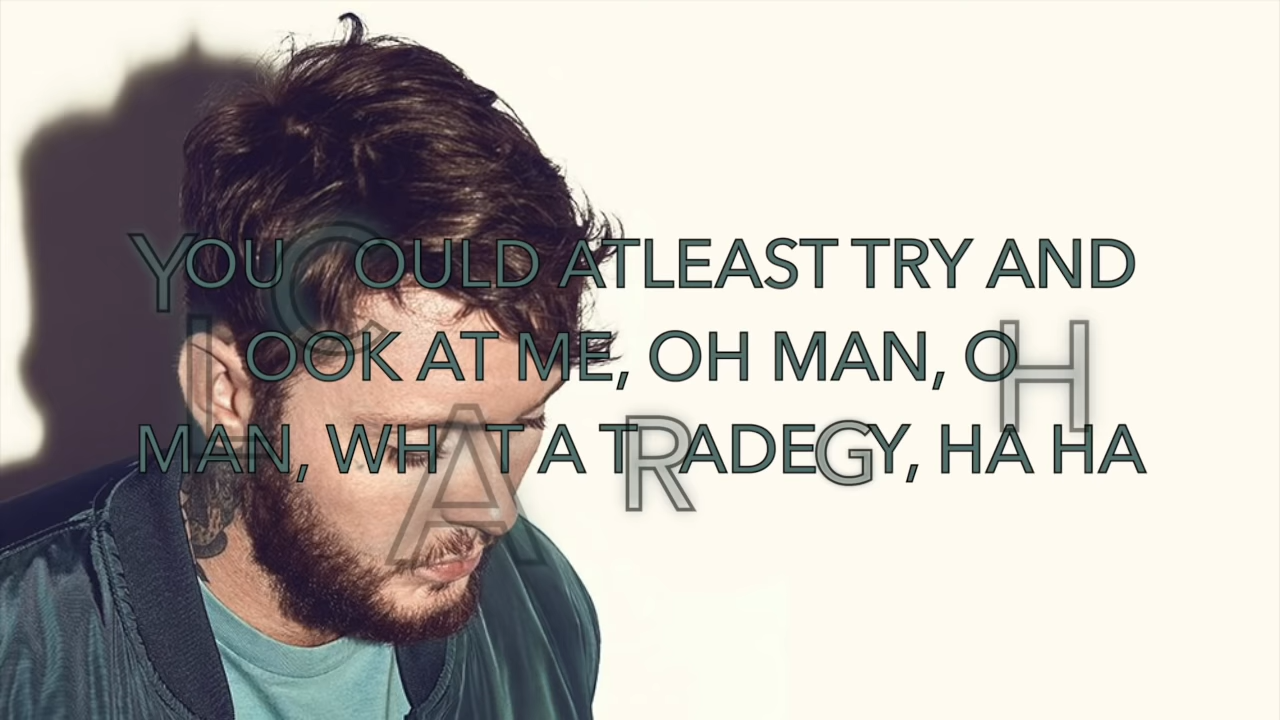 YOU COULD ATLEAST TRY AND
LOOK AT ME, OH MAN, OH
MAN, WHAT A TRADEGY, HA HA